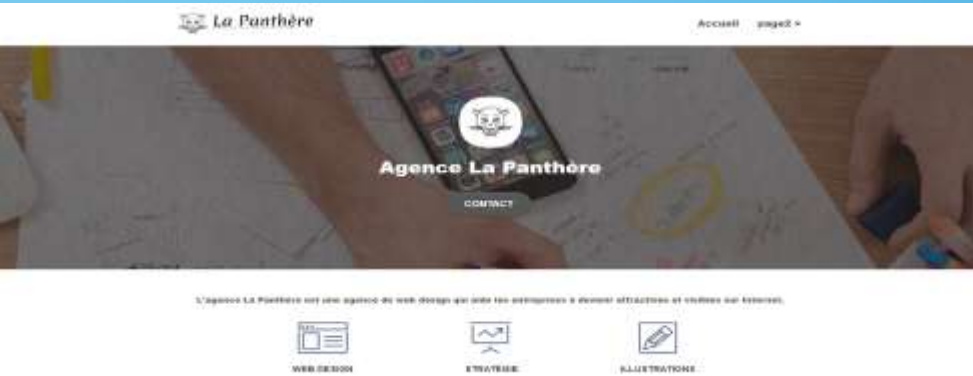 La Panthère
Accueil page2 »
Agence La Panthère
CONTACT
L'agence La Panthère est une agence de web design qui aide les entreprises à devenir attractives et visibles sur Internet.
WEB DESIGN
STRATÉGIE
ILLUSTRATIONS